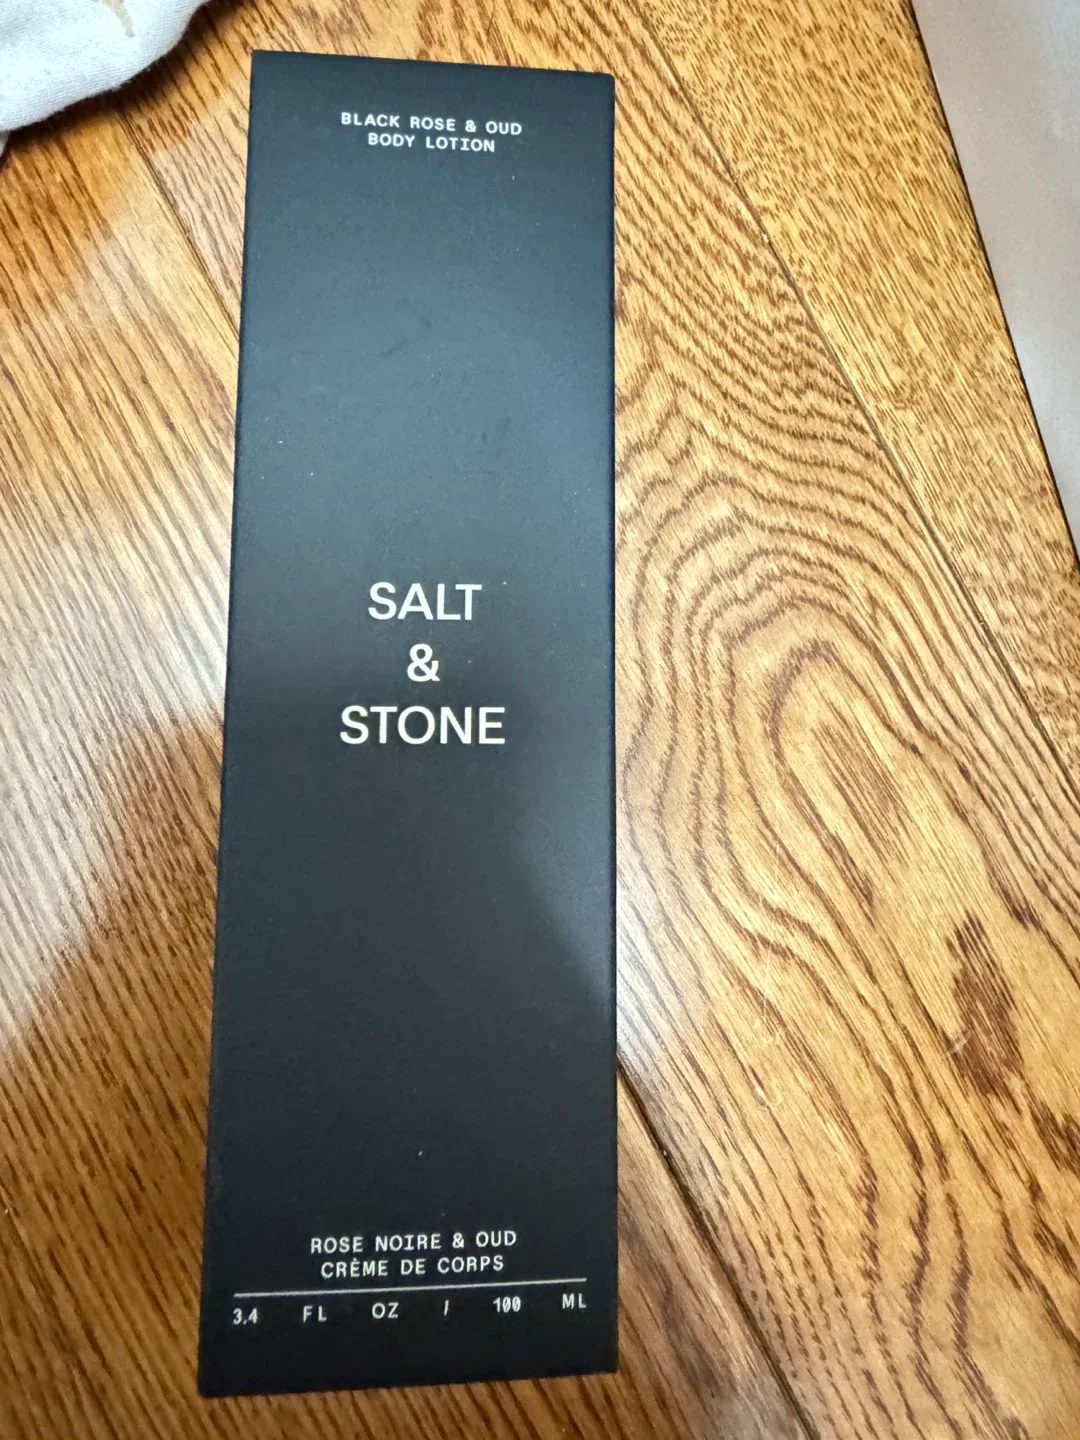 BLACK ROSE & OUD
BODY LOTION
SALT
&
STONE
ROSE NOIRE & OUD
CRÈME DE CORPS
3.4 FL OZ / 100 ML